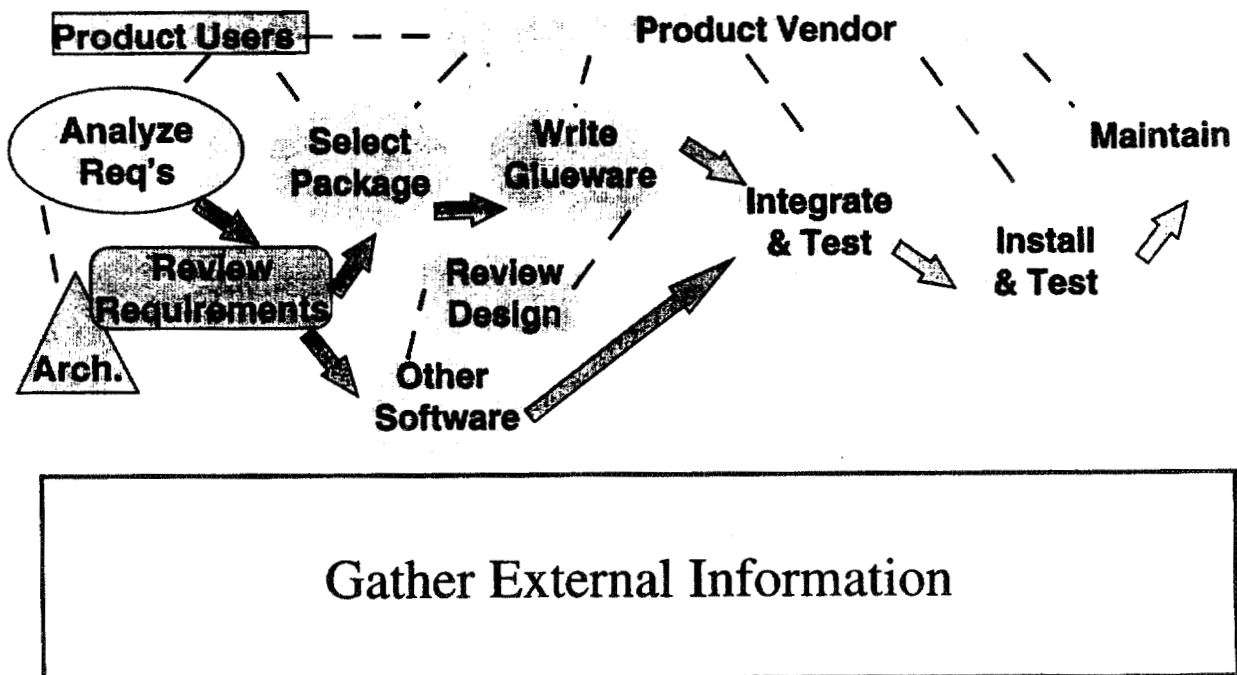 Product Users
Product Vendor
Analyze
Req's
Select
Package
Write
Glueware
Maintain
Integrate
& Test
Install
& Test
Review
Requirements
Review
Design
Arch.
Other
Software
Gather External Information